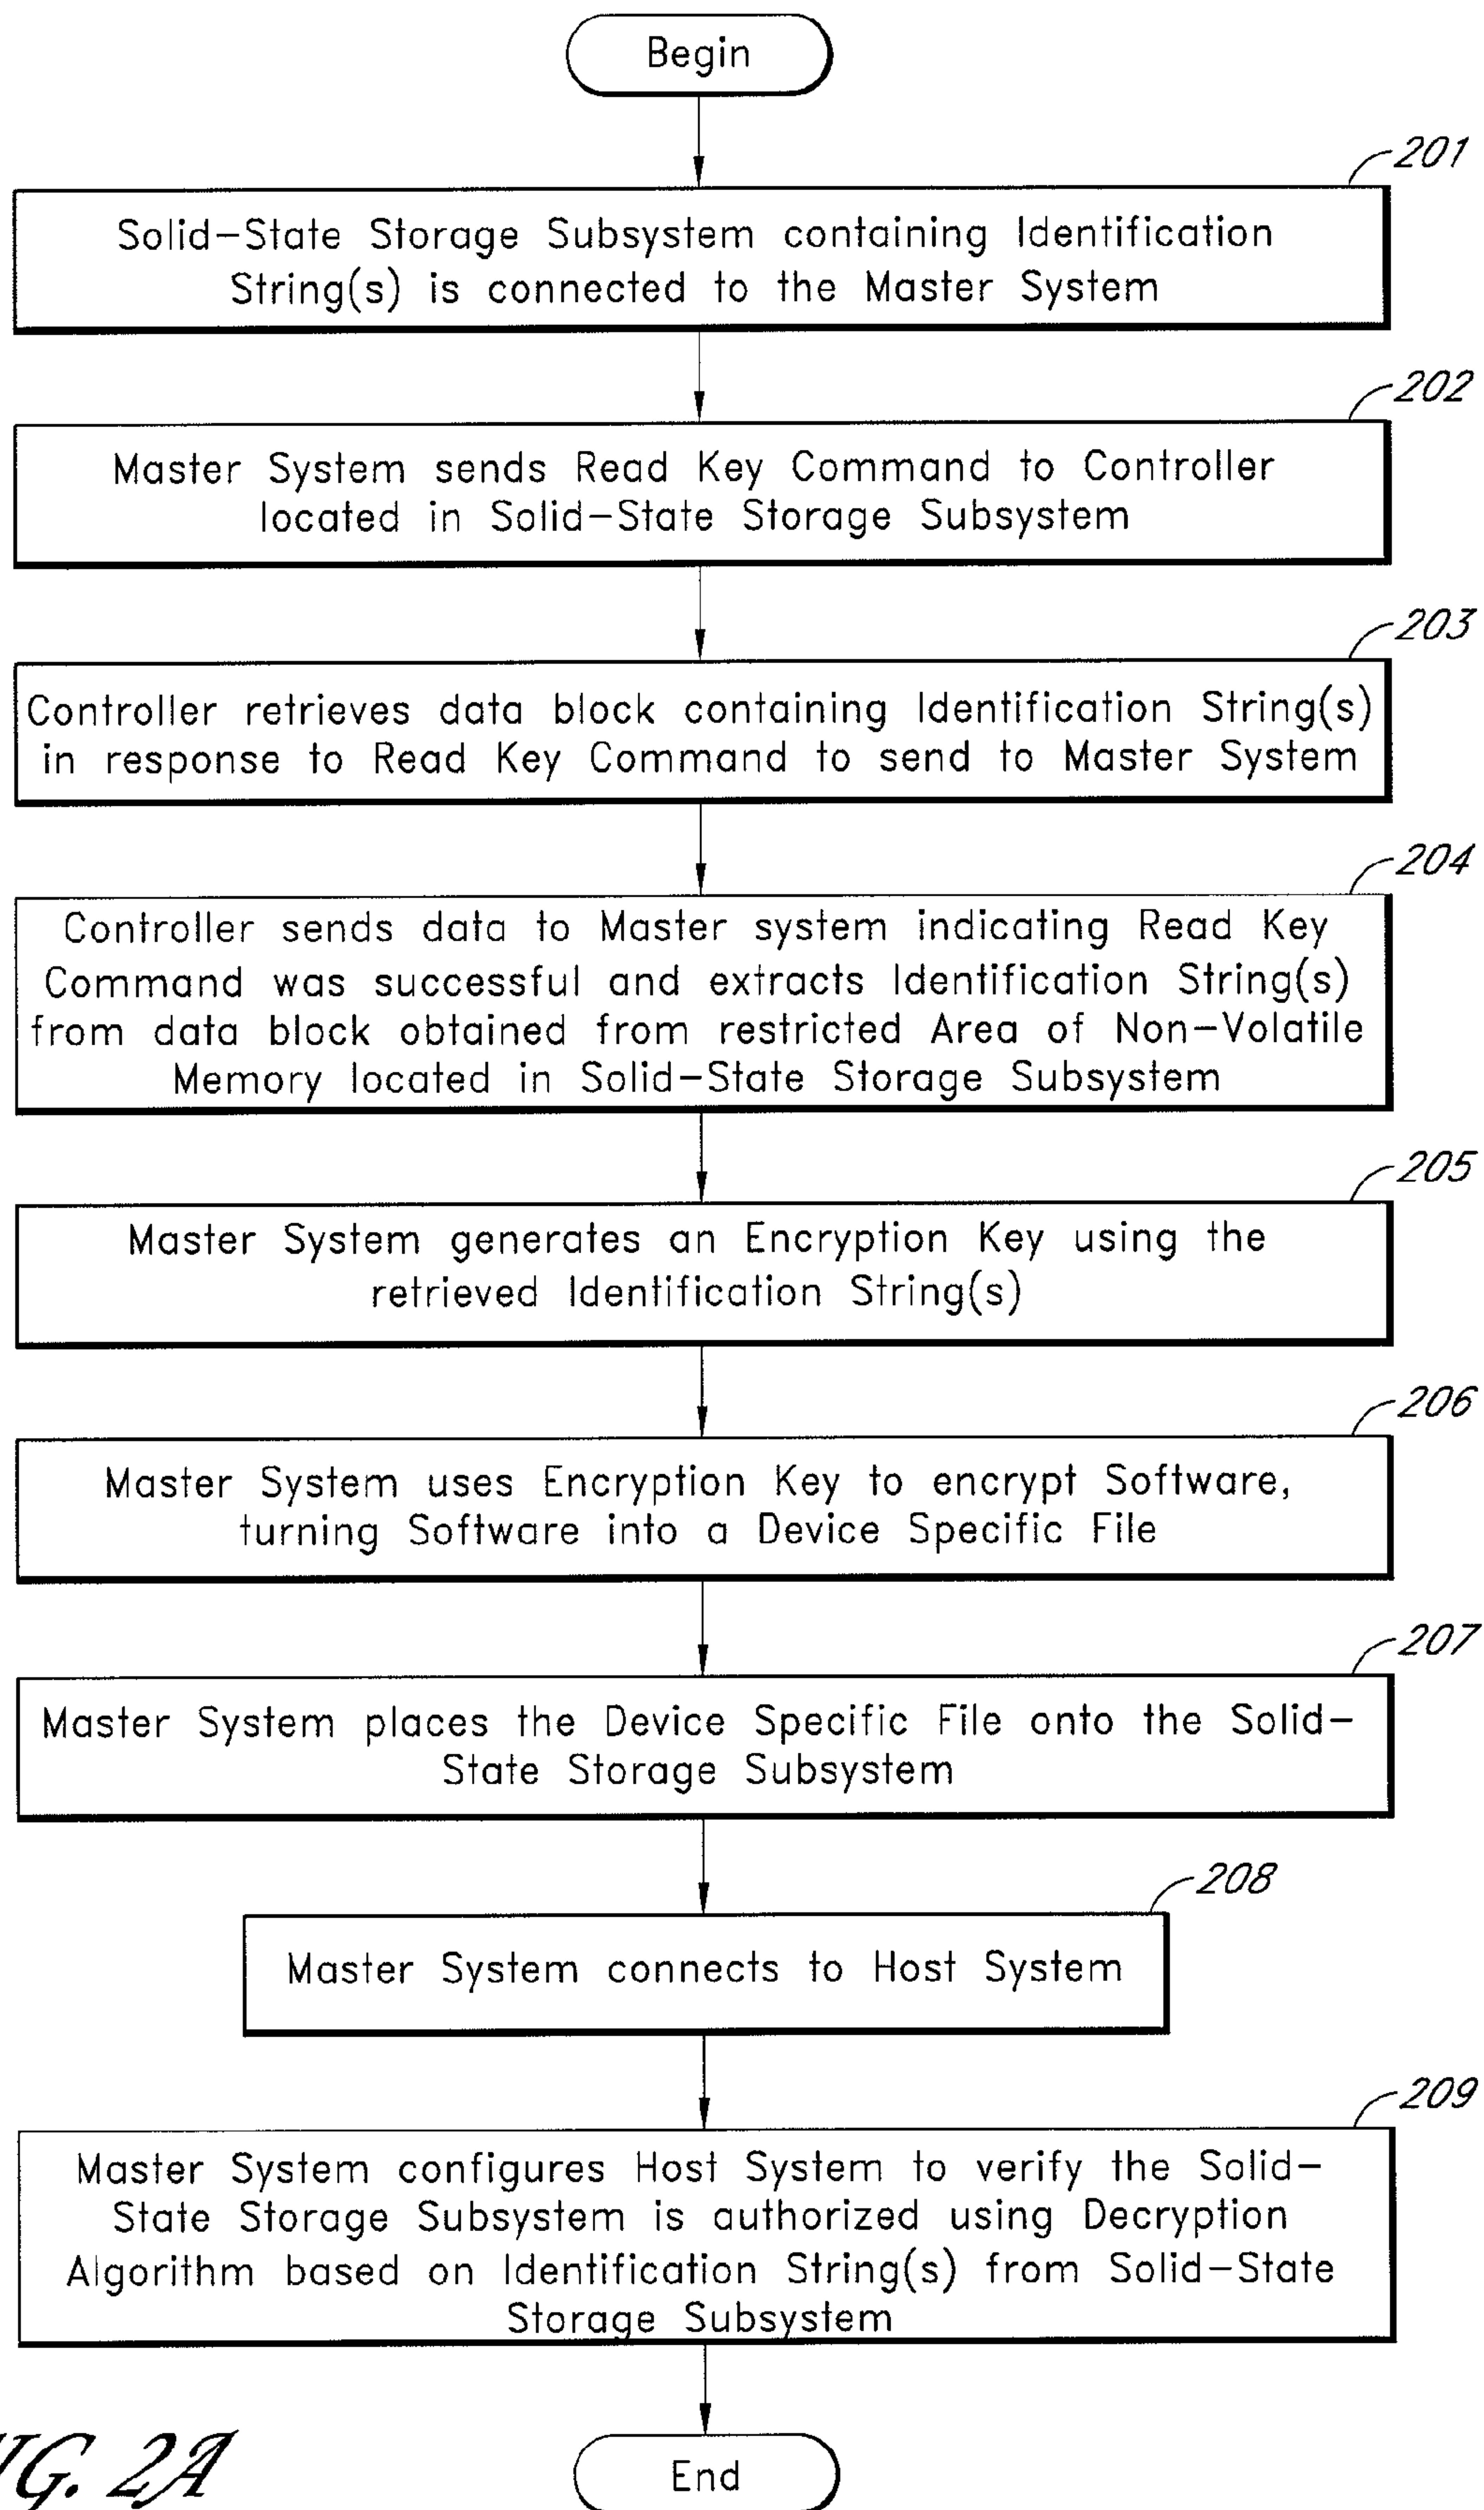 Begin
201
Solid-State Storage Subsystem containing Identification
String(s) is connected to the Master System
202
Master System sends Read Key Command to Controller
located in Solid-State Storage Subsystem
203
Controller retrieves data block containing Identification String(s)
in response to Read Key Command to send to Master System
204
Controller sends data to Master system indicating Read Key
Command was successful and extracts Identification String(s)
from data block obtained from restricted Area of Non-Volatile
Memory located in Solid-State Storage Subsystem
205
Master System generates an Encryption Key using the
retrieved Identification String(s)
206
Master System uses Encryption Key to encrypt Software,
turning Software into a Device Specific File
207
Master System places the Device Specific File onto the Solid-
State Storage Subsystem
208
Master System connects to Host System
209
Master System configures Host System to verify the Solid-
State Storage Subsystem is authorized using Decryption
Algorithm based on Identification String(s) from Solid-State
Storage Subsystem
End
2A